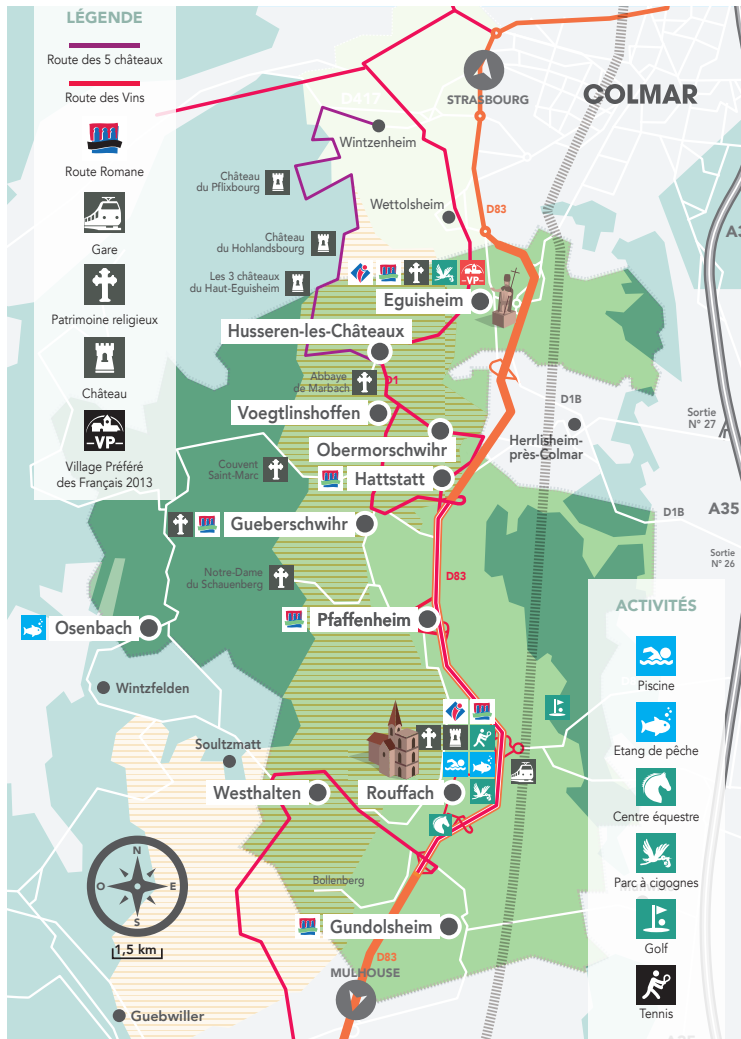 LÉGENDE
Route des 5 châteaux
Route des Vins
Route Romane
Gare
Patrimoine religieux
Château
-VP-
Village Préféré
des Français 2013
D417
Wintzenheim
STRASBOURG
COLMAR
Château
du Pflixbourg
Wettolsheim
D83
Château
du Hohlandsbourg
Les 3 châteaux
du Haut-Eguisheim
-VP-
Eguisheim
Husseren-les-Châteaux
Abbaye
de Marbach
D1
Voegtlinshoffen
Obermorschwihr
D1B
Herrlisheim-
près-Colmar
Sortie
N° 27
Couvent
Saint-Marc
Hattstatt
Gueberschwihr
D1B
A35
Sortie
N° 26
Notre-Dame
du Schauenberg
D83
Pfaffenheim
Osenbach
Wintzfelden
Soultzmatt
Westhalten
Rouffach
Bollenberg
Gundolsheim
D83
MULHOUSE
N
O
E
S
1,5 km
Guebwiller
ACTIVITÉS
Piscine
Etang de pêche
Centre équestre
Parc à cigognes
Golf
Tennis